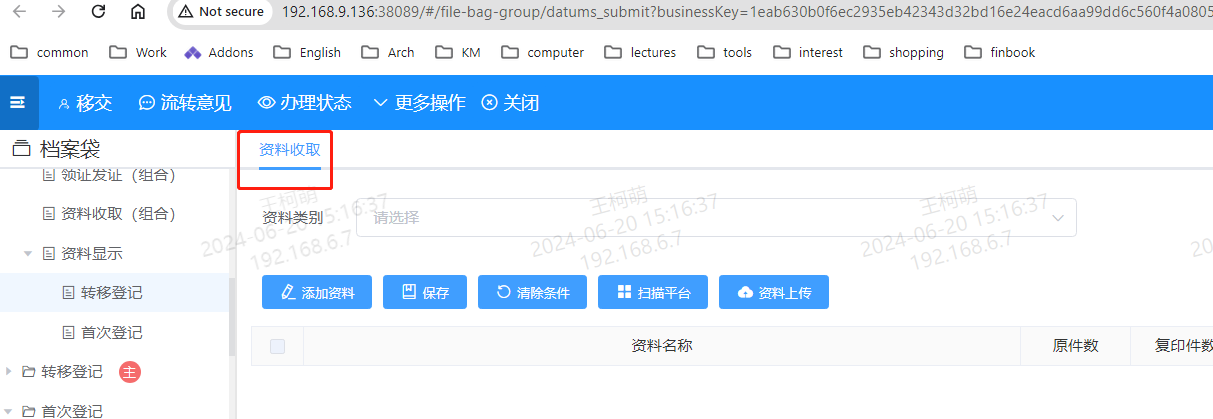 Not secure 192.168.9.136:38089/#/file-bag-group/datums_submit?businessKey=1eab630b0f6ec2935eb42343d32bd16e24eacd6aa99dd6c560f4a0805
common Work Addons English Arch KM computer lectures tools interest shopping finbook
移交 流转意见 办理状态 更多操作 关闭
档案袋 资料收取
领证发证（组合）
资料收取（组合）
资料类别 请选择
资料显示
转移登记
添加资料 保存 清除条件 扫描平台 资料上传
首次登记
资料名称 原件数 复印件数
转移登记 主
首次登记
王柯萌 王柯萌 王柯萌
2024-06-20 15:16:37 2024-06-20 15:16:37 2024-06-20 15:16:37
192.168.6.7 192.168.6.7 192.168.6.7